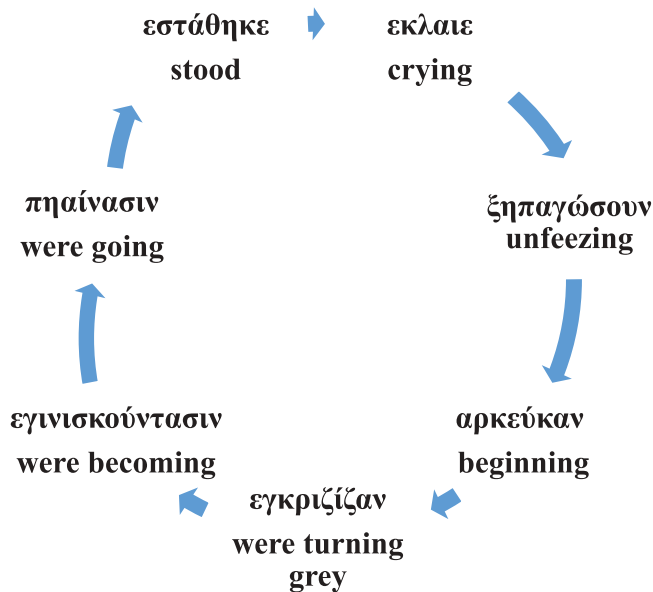 εστάθηκε
stood
εκλαιε
crying
ξηπαγώσουν
unfeezing
αρκεύκαν
beginning
εγκριζίζαν
were turning
grey
εγινισκούντασιν
were becoming
πηαίνασιν
were going